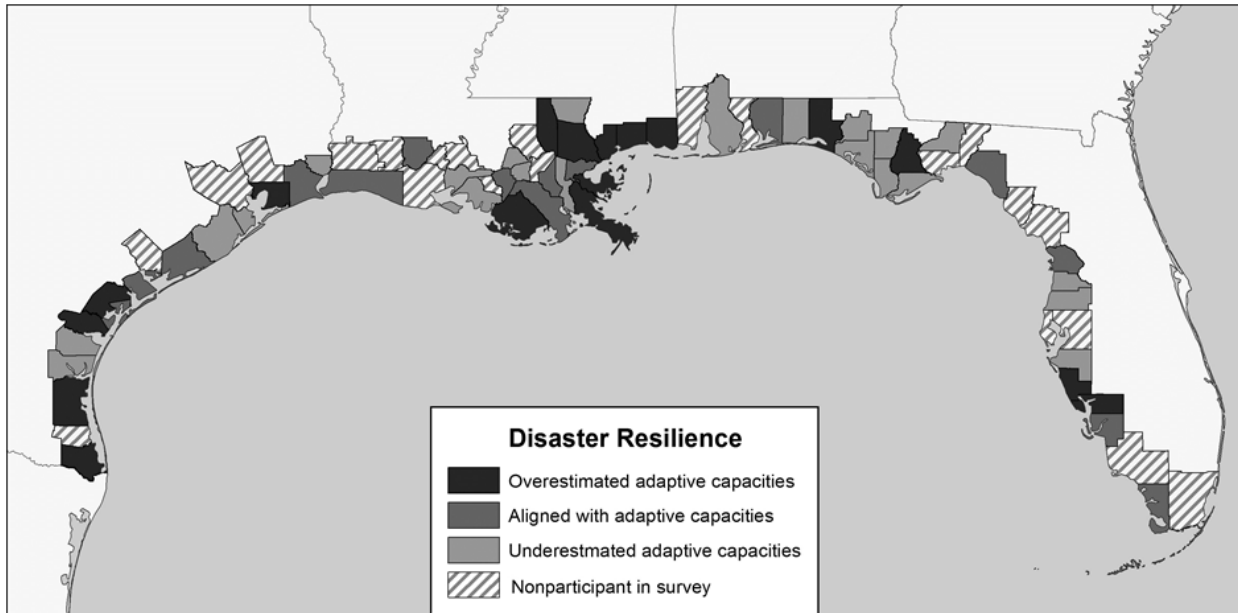 Disaster Resilience
Overestimated adaptive capacities
Aligned with adaptive capacities
Underestmated adaptive capacities
Nonparticipant in survey